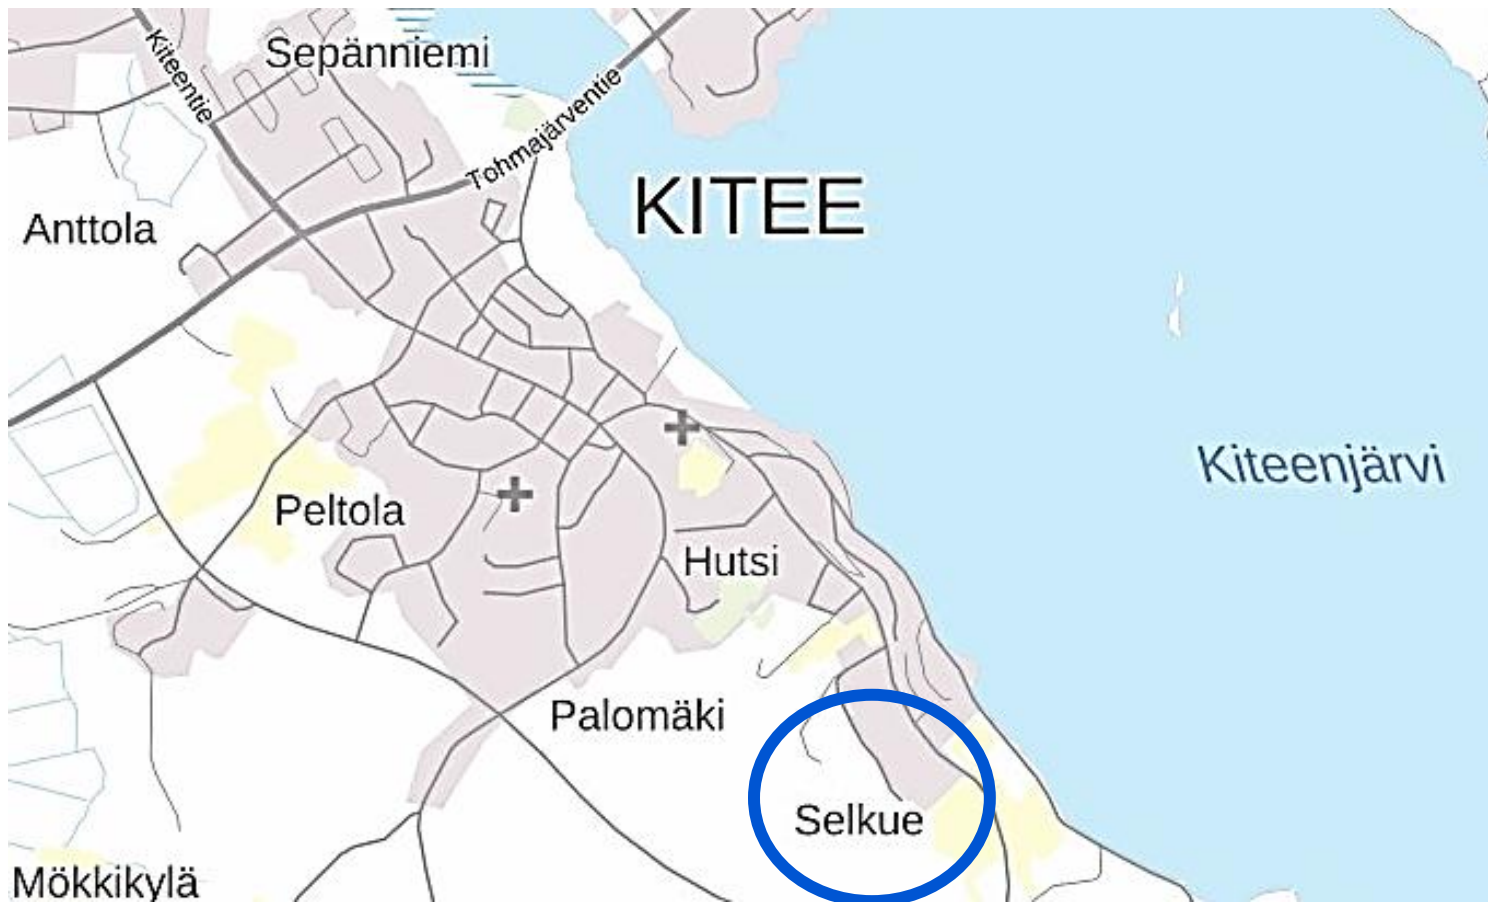 Sepänniemi
Kiteentie
Tohmajärventie
KITEE
Anttola
Kiteenjärvi
Peltola
Hutsi
Palomäki
Selkue
Mökkikylä